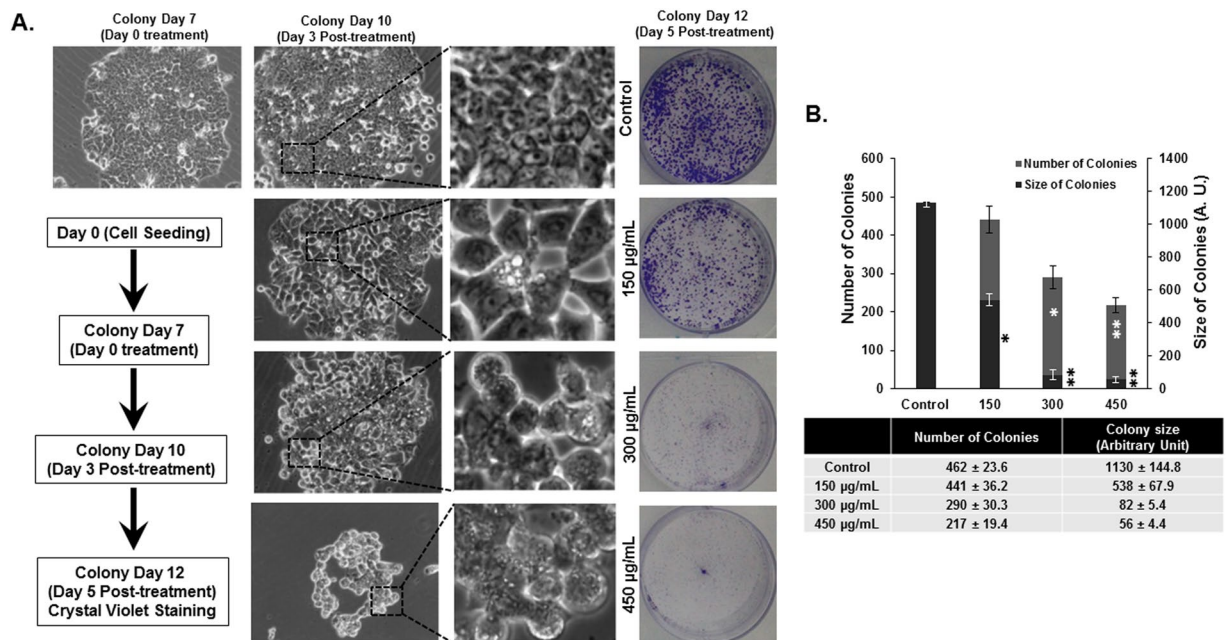 A.
Colony Day 7
(Day 0 treatment)
Colony Day 10
(Day 3 Post-treatment)
Colony Day 12
(Day 5 Post-treatment)
Control
150 µg/mL
300 µg/mL
450 µg/mL
Day 0 (Cell Seeding)
Colony Day 7
(Day 0 treatment)
Colony Day 10
(Day 3 Post-treatment)
Colony Day 12
(Day 5 Post-treatment)
Crystal Violet Staining
B.
Number of Colonies
600
500
400
300
200
100
0
Number of Colonies
Size of Colonies
1400
1200
1000
800
600
400
200
0
Size of Colonies (A. U.)
*
*
**
**
**
Control 150 300 450
Number of Colonies Colony size
(Arbitrary Unit)
Control 462 ± 23.6 1130 ± 144.8
150 µg/mL 441 ± 36.2 538 ± 67.9
300 µg/mL 290 ± 30.3 82 ± 5.4
450 µg/mL 217 ± 19.4 56 ± 4.4